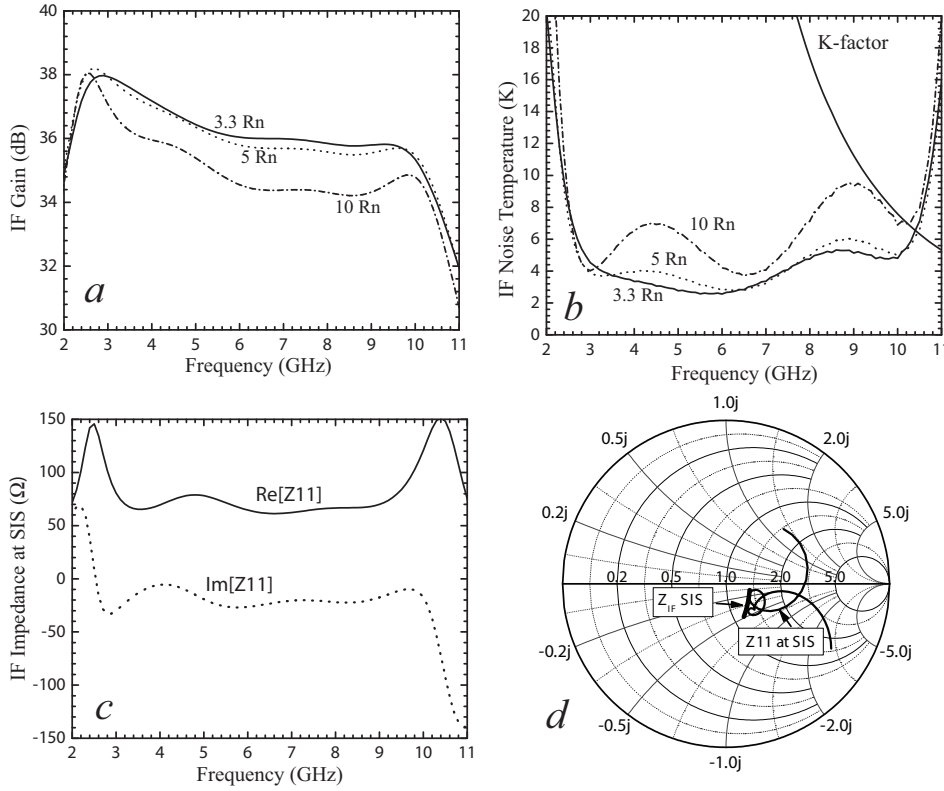 40
38
36
34
32
30
IF Gain (dB)
3.3 Rn
5 Rn
10 Rn
a
2 3 4 5 6 7 8 9 10 11
Frequency (GHz)
20
18
16
14
12
10
8
6
4
2
0
IF Noise Temperature (K)
K-factor
10 Rn
5 Rn
3.3 Rn
b
2 3 4 5 6 7 8 9 10 11
Frequency (GHz)
150
100
50
0
-50
-100
-150
IF Impedance at SIS (Ω)
Re[Z11]
Im[Z11]
c
2 3 4 5 6 7 8 9 10 11
Frequency (GHz)
1.0j
0.5j 2.0j
0.2j 5.0j
0.2 0.5 1.0 2.0 5.0
Z_IF SIS
Z11 at SIS
-0.2j -5.0j
-0.5j -2.0j
-1.0j
d